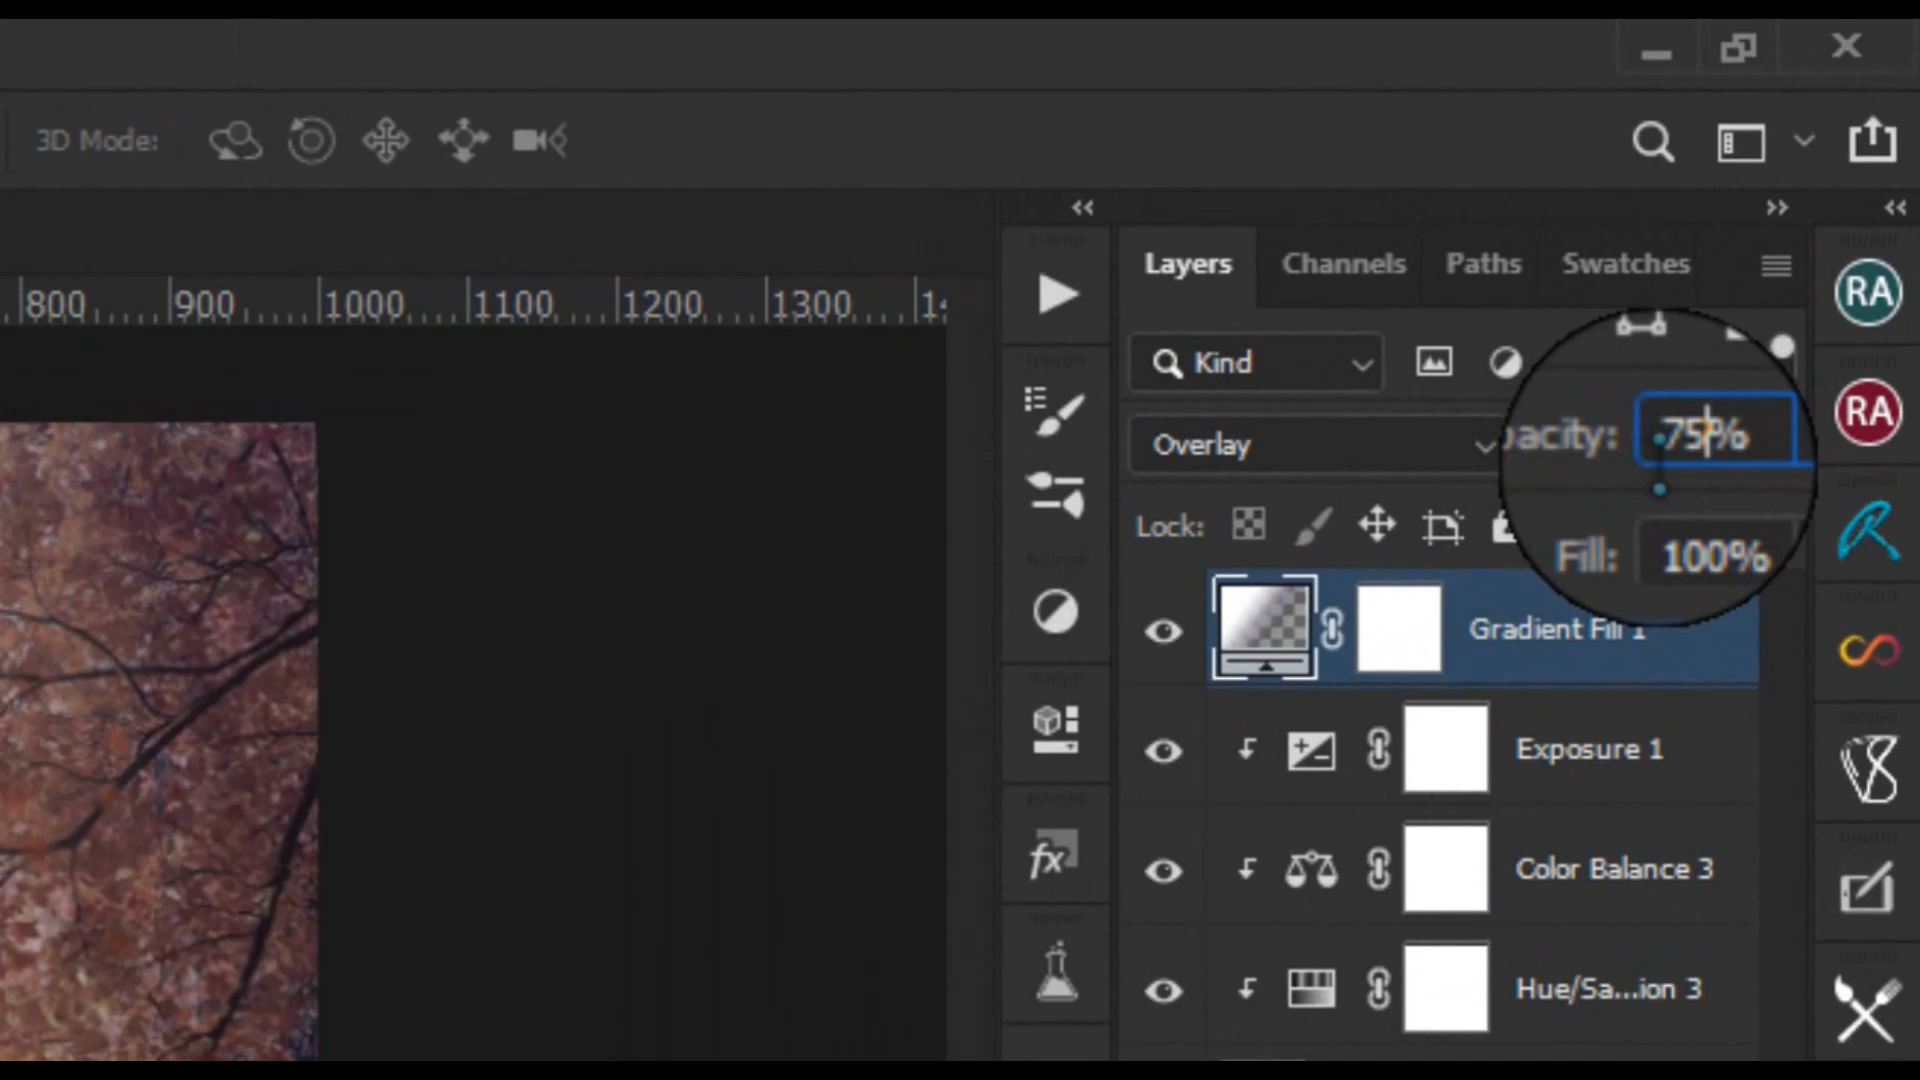 3D Mode:
Layers Channels Paths Swatches
800 900 1000 1100 1200 1300
RA
Kind
RA
Overlay
pacity: 75%
Lock:
Fill: 100%
Gradient Fill 1
Exposure 1
fx
Color Balance 3
Hue/Sa...ion 3